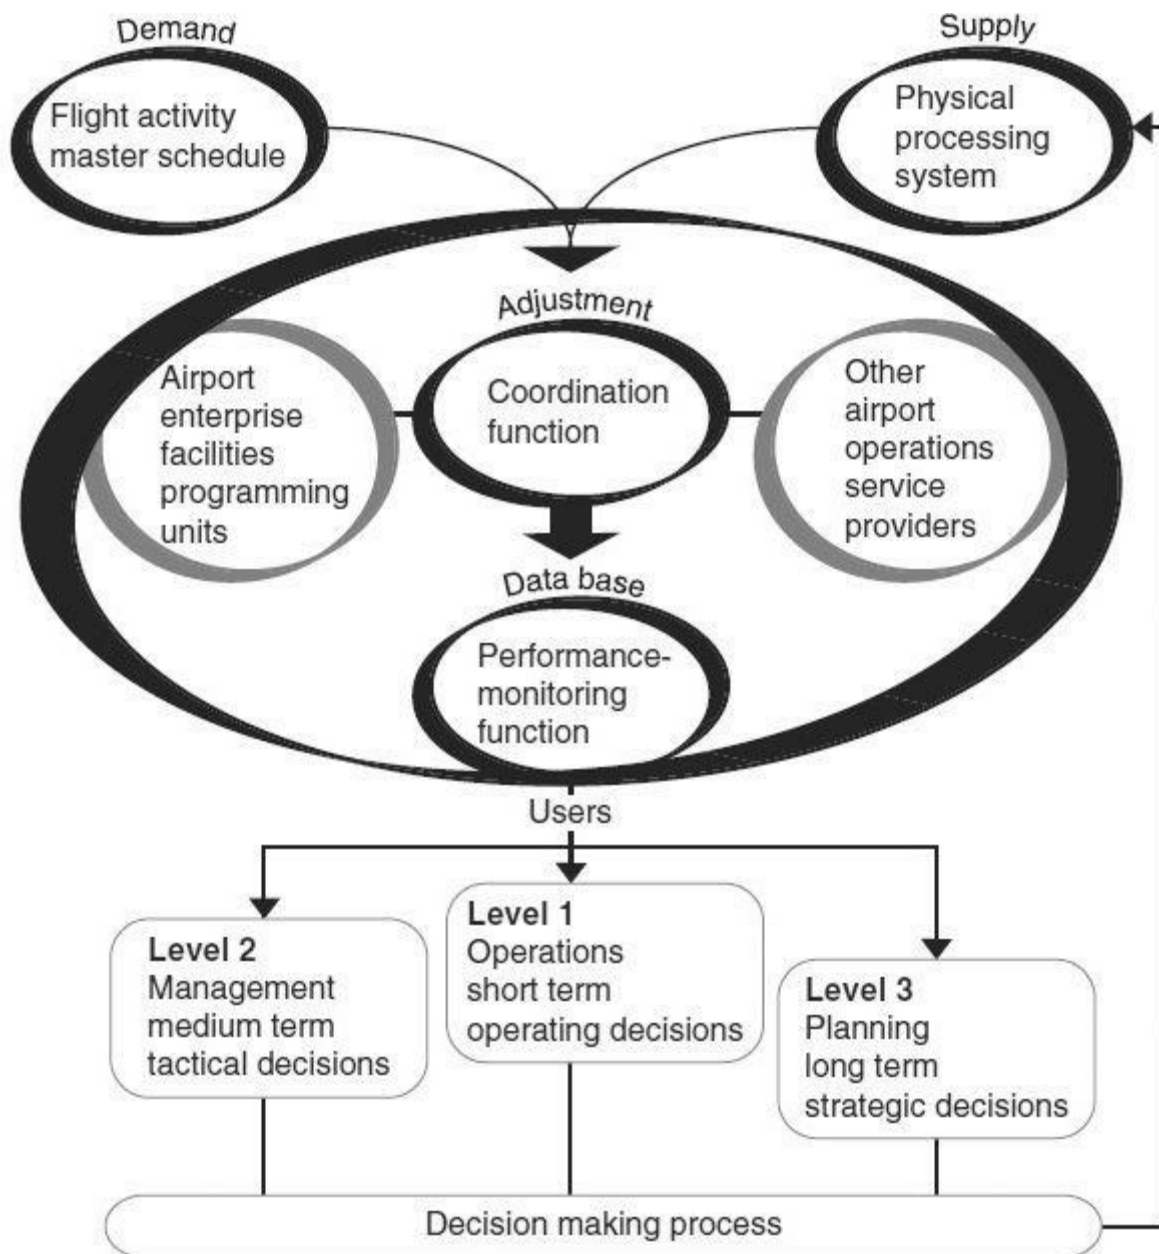 Demand
Flight activity
master schedule
Supply
Physical
processing
system
Adjustment
Airport
enterprise
facilities
programming
units
Coordination
function
Other
airport
operations
service
providers
Data base
Performance-
monitoring
function
Users
Level 2
Management
medium term
tactical decisions
Level 1
Operations
short term
operating decisions
Level 3
Planning
long term
strategic decisions
Decision making process